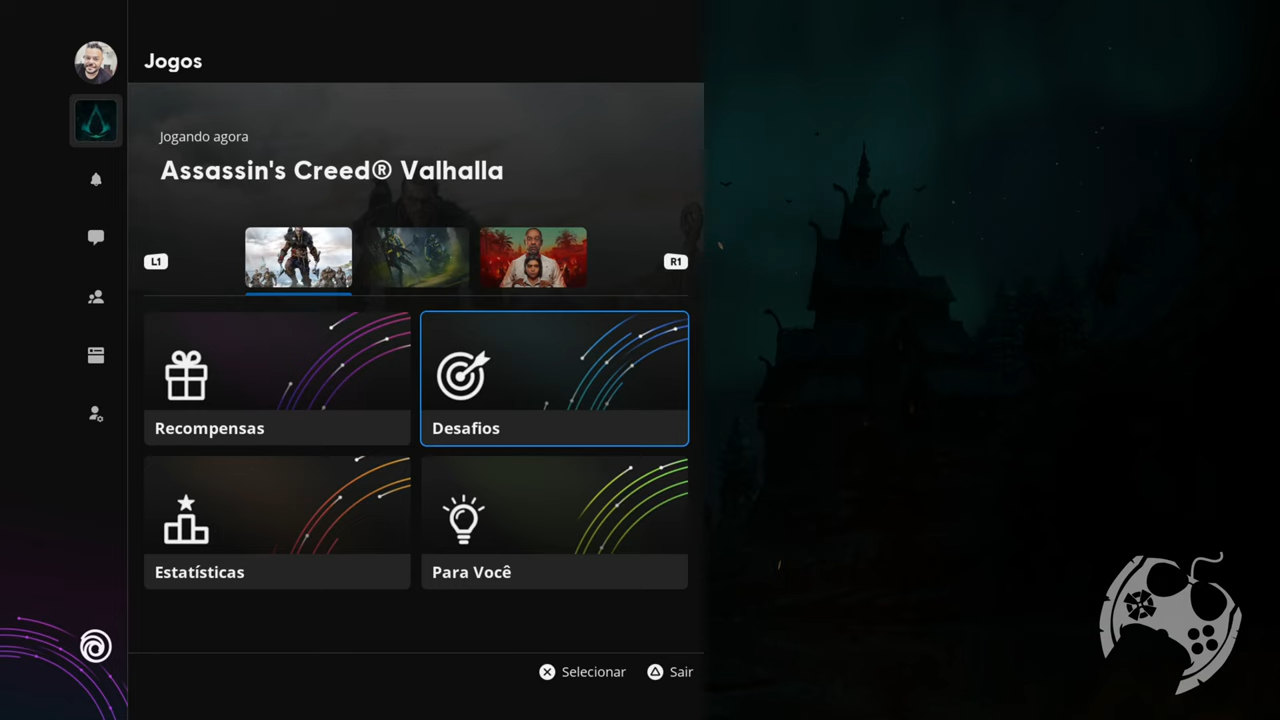 Jogos
Jogando agora
Assassin's Creed® Valhalla
L1
R1
Recompensas
Desafios
Estatísticas
Para Você
Selecionar
Sair